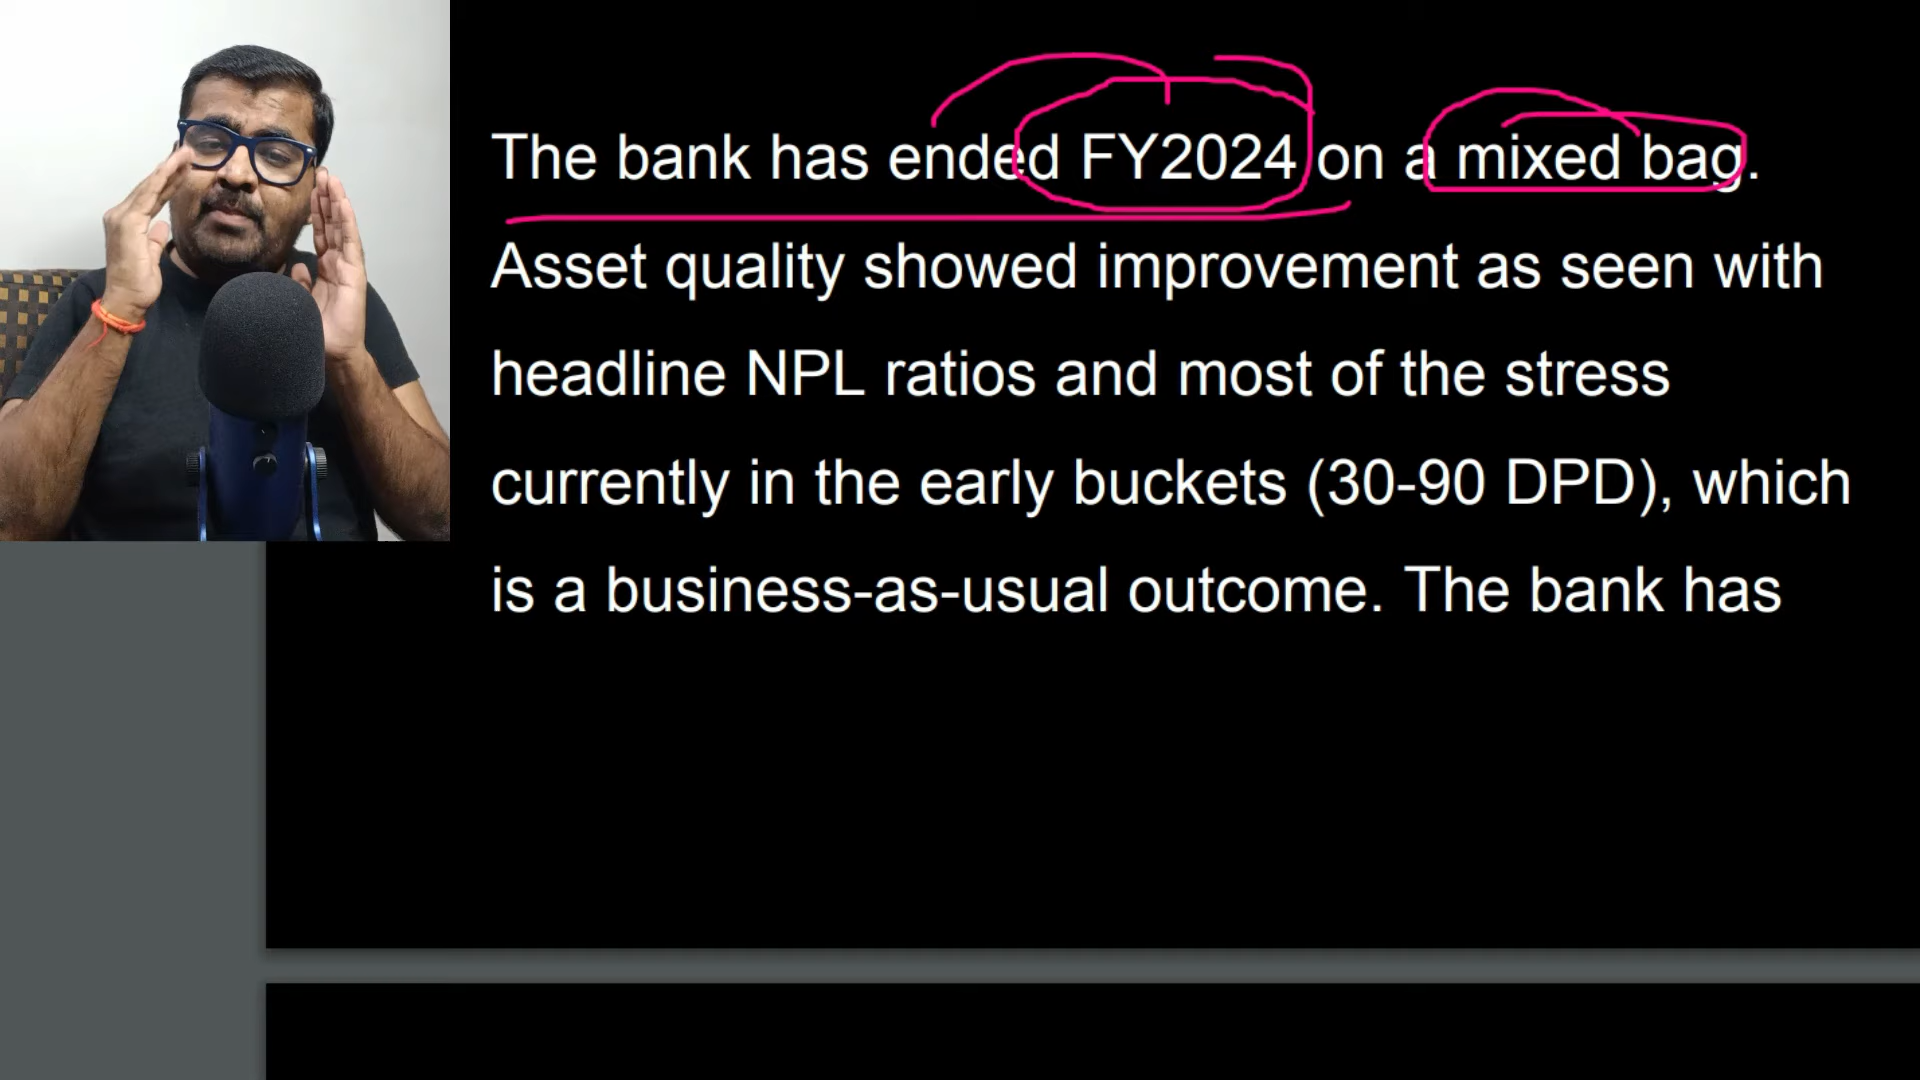 The bank has ended FY2024 on a mixed bag.
Asset quality showed improvement as seen with
headline NPL ratios and most of the stress
currently in the early buckets (30-90 DPD), which
is a business-as-usual outcome. The bank has